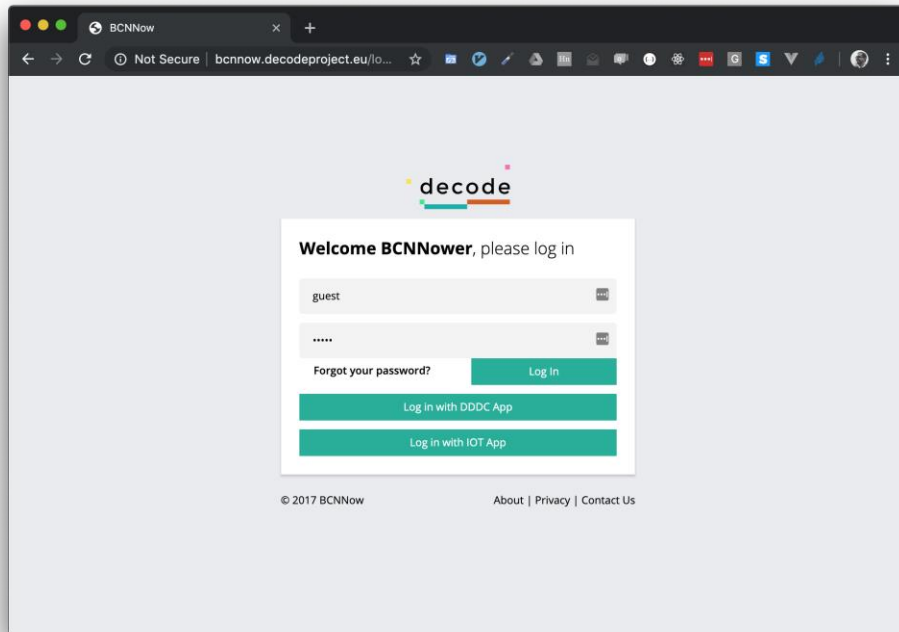 BCNNow
Not Secure | bcnnow.decodeproject.eu/lo...
decode
Welcome BCNNower, please log in
guest
•••••
Forgot your password?
Log In
Log in with DDDC App
Log in with IOT App
© 2017 BCNNow
About | Privacy | Contact Us